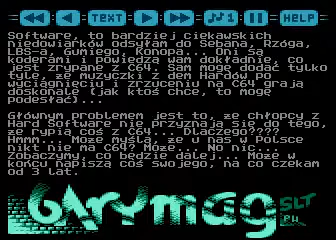 TEXT 1 HELP
Software, to bardziej ciekawskich
niedowiarków odsyłam do Sebana, Rzóga,
LBS-a, Gumiego, Konopa... Oni są
koderami i powiedzą wam dokładnie, co
jest zrypane z C64. Sam mogę dodać tylko
tyle, że muzyczki z dem Hardów po
wyciągnięciu i zrzuceniu na C64 grają
doskonale (jak ktoś chce, to mogę
podesłać)...
Głównym problemem jest to, że chłopcy z
Hard Software nie przyznają się do tego,
że rypią coś z C64... Dlaczego????
Hmmm... Może myślą, że u nas w Polsce
nikt nie ma C64? Może... No nic...
Zobaczymy, co będzie dalej... Może w
końcu napiszą coś swojego, na co czekam
od 3 lat.
Barymag
SLT
PW